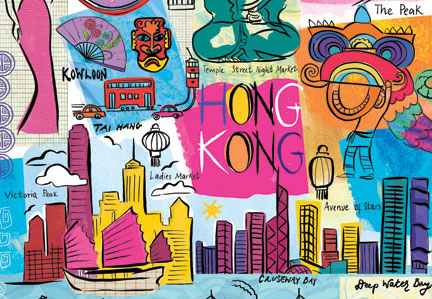 The Peak
KOWLOON
Temple Street Night Market
HONG
KONG
TAI HANG
Ladies Market
Victoria Peak
Avenue of Stars
CAUSEWAY BAY
Deep Water Bay